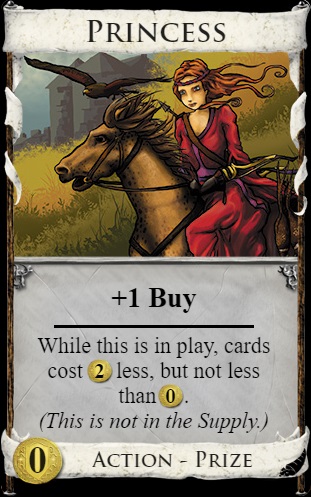 PRINCESS
+1 Buy
While this is in play, cards
cost 2 less, but not less
than 0.
(This is not in the Supply.)
0 ACTION - PRIZE